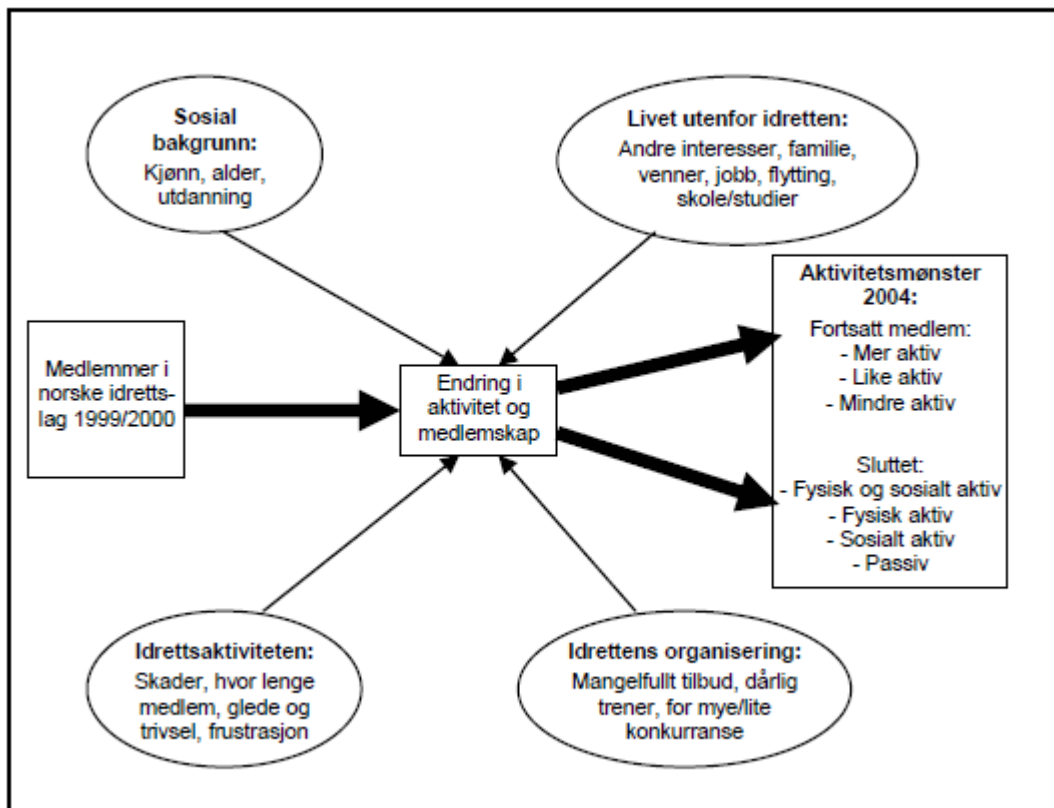 Sosial
bakgrunn:
Kjønn, alder,
utdanning
Livet utenfor idretten:
Andre interesser, familie,
venner, jobb, flytting,
skole/studier
Medlemmer i
norske idretts-
lag 1999/2000
Endring i
aktivitet og
medlemskap
Aktivitetsmønster
2004:
Fortsatt medlem:
- Mer aktiv
- Like aktiv
- Mindre aktiv
Sluttet:
- Fysisk og sosialt aktiv
- Fysisk aktiv
- Sosialt aktiv
- Passiv
Idrettsaktiviteten:
Skader, hvor lenge
medlem, glede og
trivsel, frustrasjon
Idrettens organisering:
Mangelfullt tilbud, dårlig
trener, for mye/lite
konkurranse